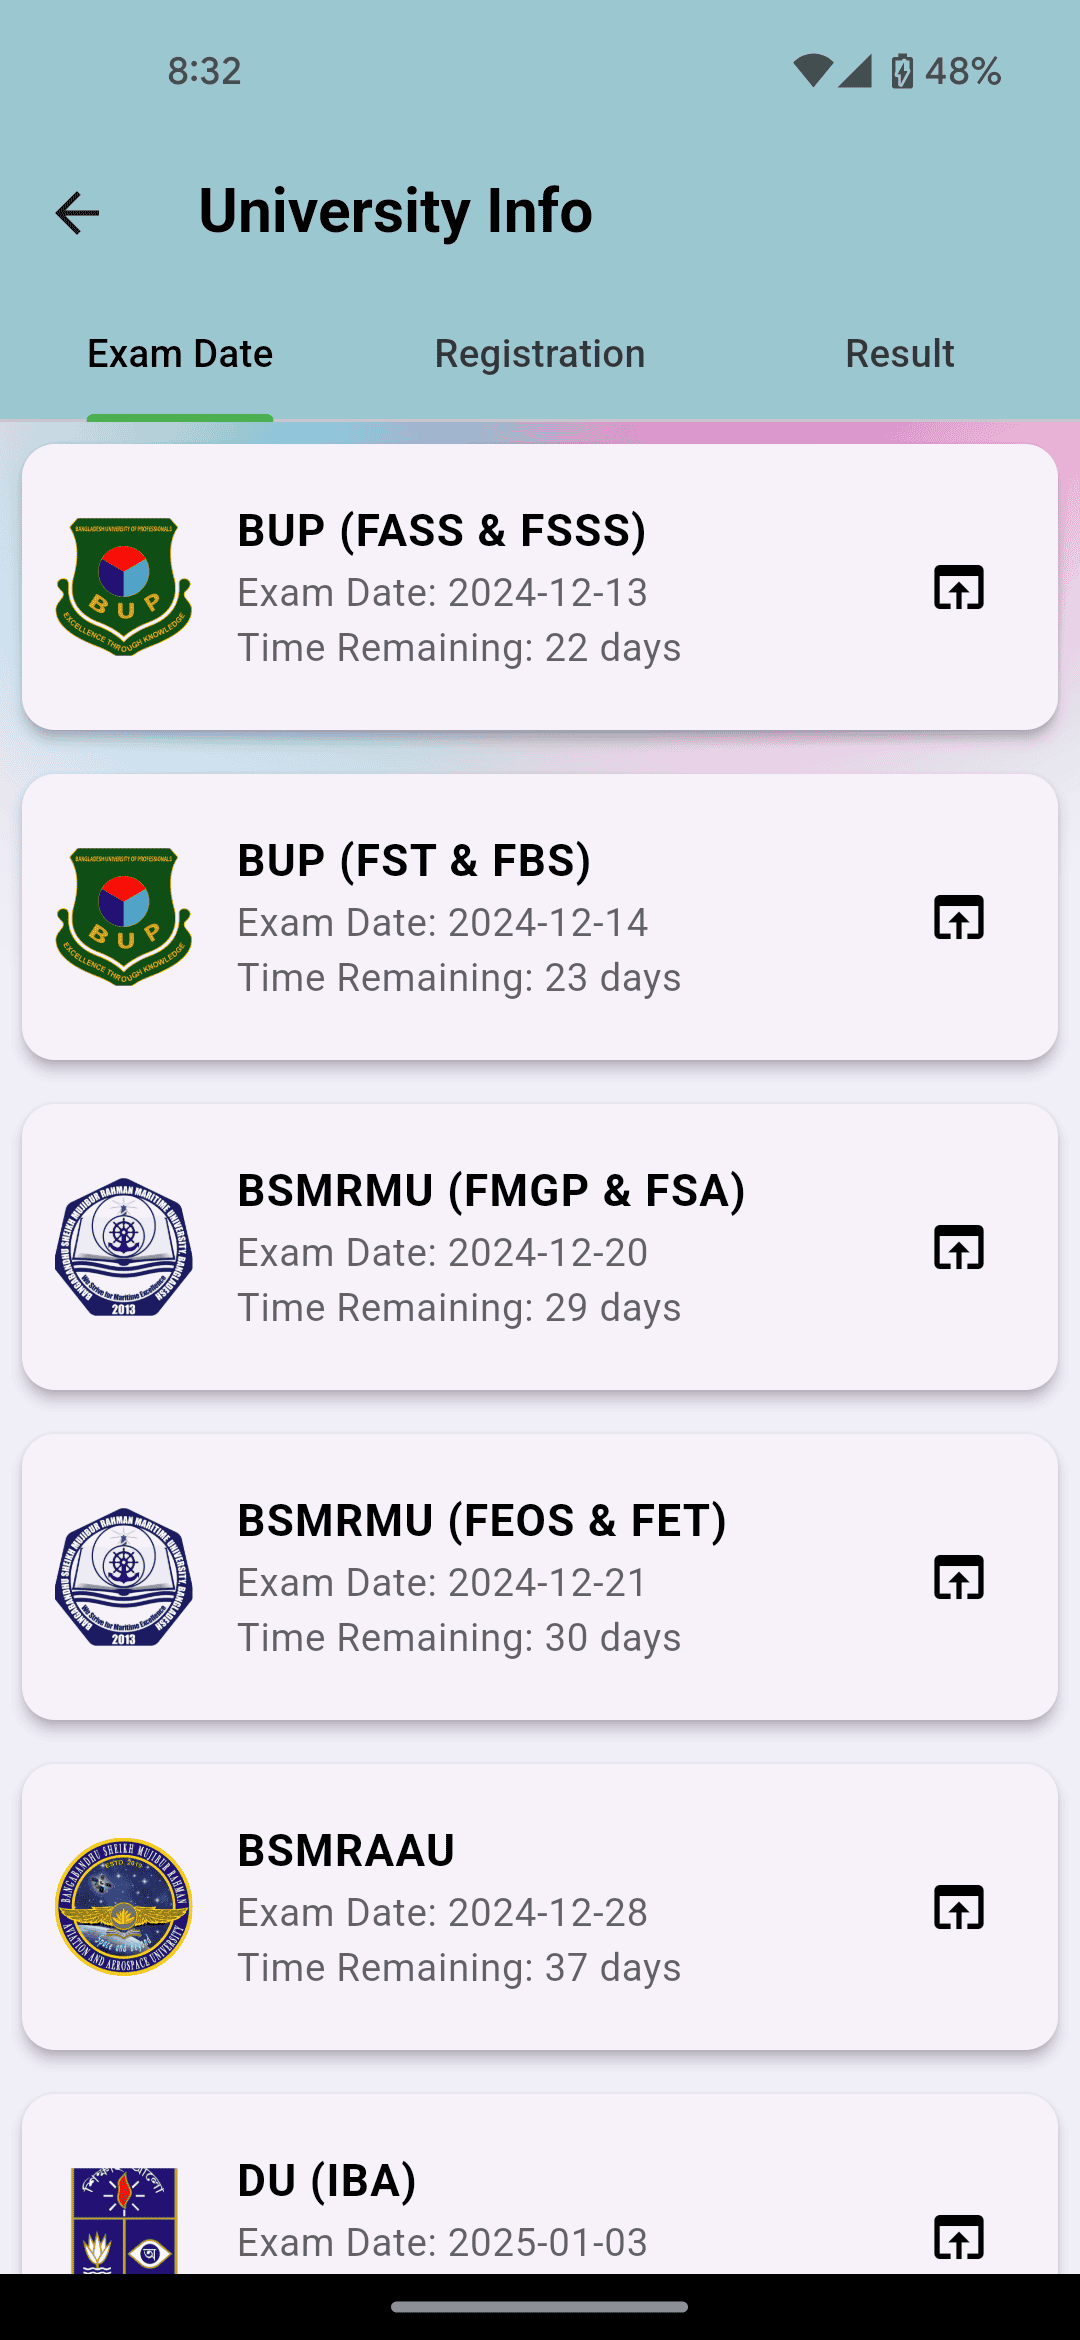 8:32
48%
University Info
Exam Date
Registration
Result
BANGLADESH UNIVERSITY OF PROFESSIONALS
BUP
EXCELLENCE THROUGH KNOWLEDGE
BUP (FASS & FSSS)
Exam Date: 2024-12-13
Time Remaining: 22 days
BANGLADESH UNIVERSITY OF PROFESSIONALS
BUP
EXCELLENCE THROUGH KNOWLEDGE
BUP (FST & FBS)
Exam Date: 2024-12-14
Time Remaining: 23 days
BANGABANDHU SHEIKH MUJIBUR RAHMAN MARITIME UNIVERSITY, BANGLADESH
We Strive for Maritime Excellence
2013
BSMRMU (FMGP & FSA)
Exam Date: 2024-12-20
Time Remaining: 29 days
BANGABANDHU SHEIKH MUJIBUR RAHMAN MARITIME UNIVERSITY, BANGLADESH
We Strive for Maritime Excellence
2013
BSMRMU (FEOS & FET)
Exam Date: 2024-12-21
Time Remaining: 30 days
BANGABANDHU SHEIKH MUJIBUR RAHMAN
ESTD 2019
Space and beyond
AVIATION AND AEROSPACE UNIVERSITY
BSMRAAU
Exam Date: 2024-12-28
Time Remaining: 37 days
শিক্ষাই আলো
অ
DU (IBA)
Exam Date: 2025-01-03